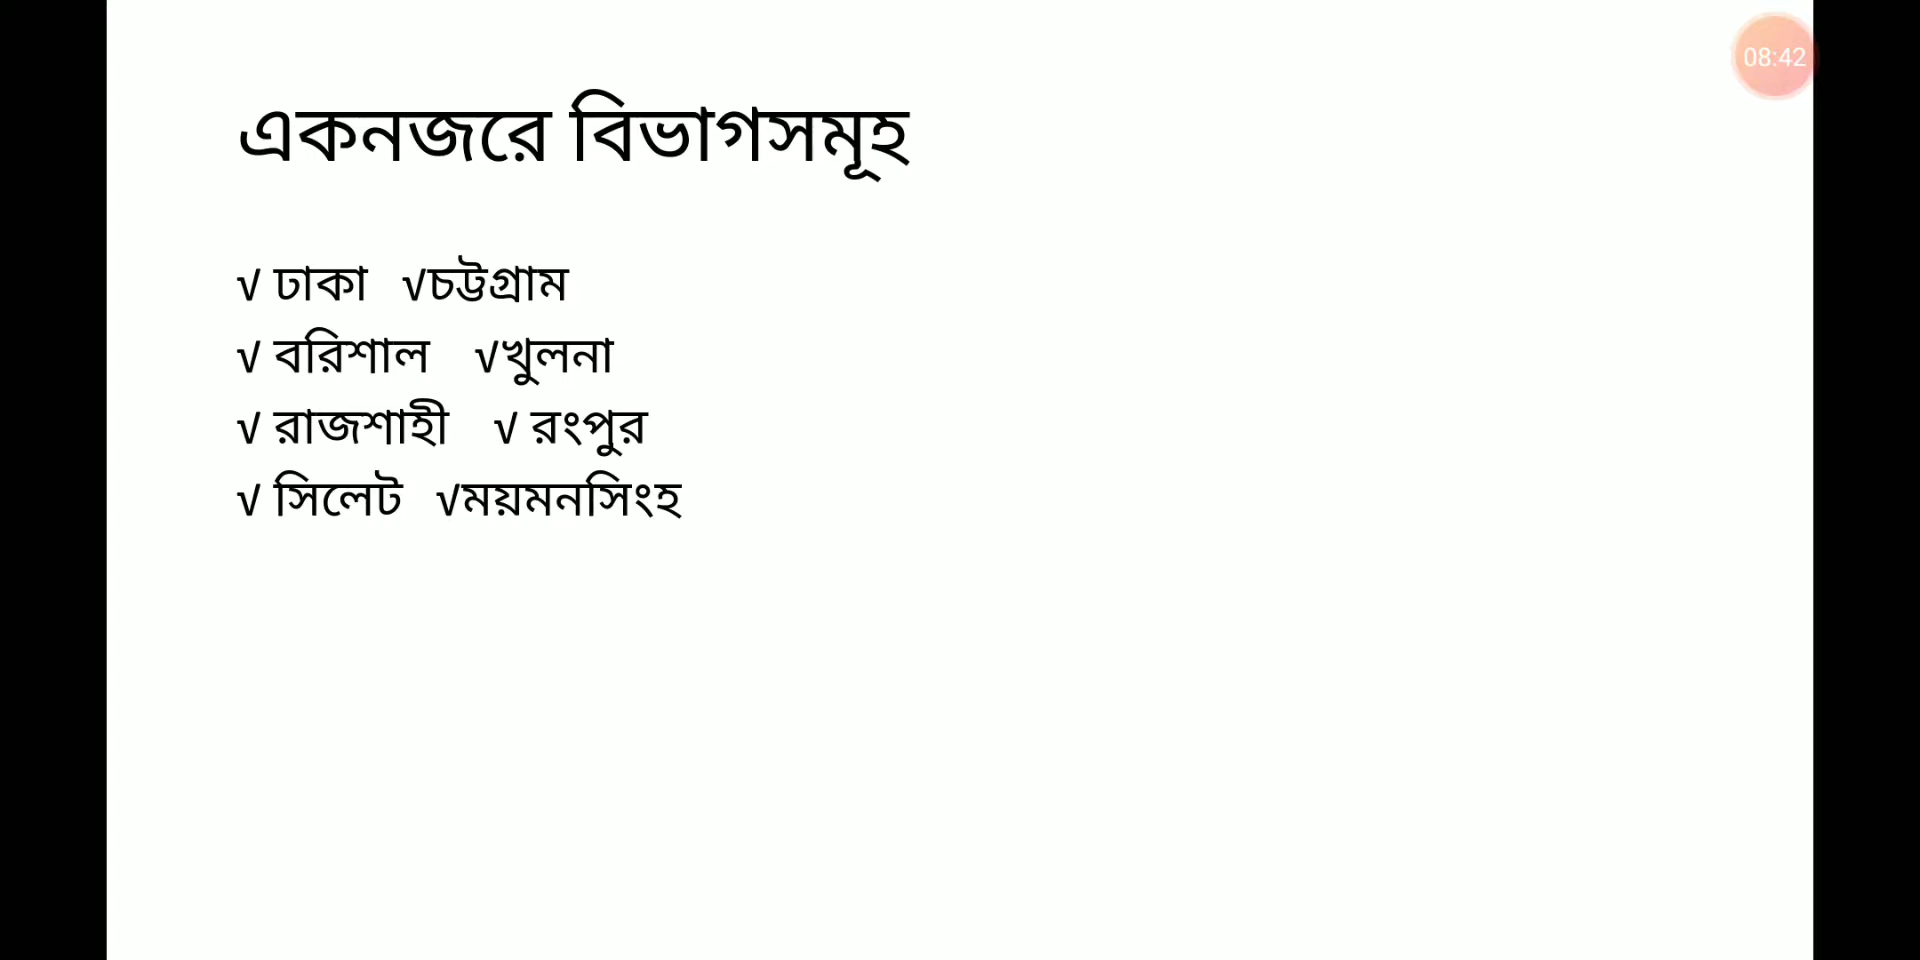 08:42
একনজরে বিভাগসমূহ
√ ঢাকা √চট্টগ্রাম
√ বরিশাল √খুলনা
√ রাজশাহী √ রংপুর
√ সিলেট √ময়মনসিংহ